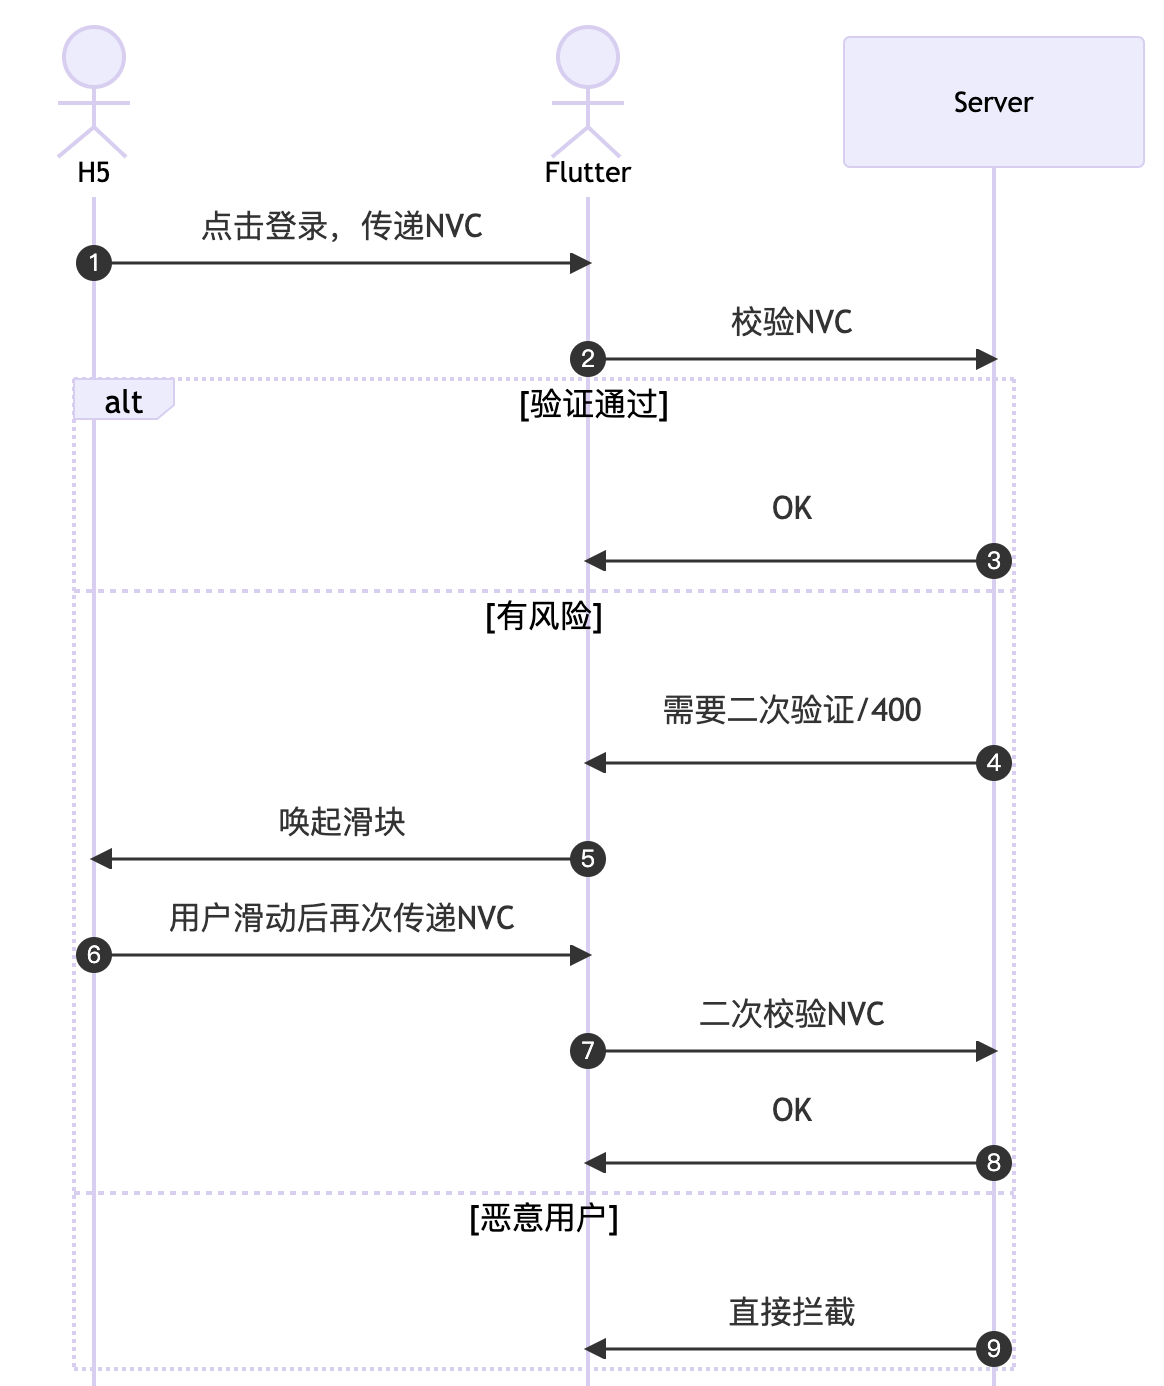 H5
Flutter
Server
点击登录，传递NVC
1
校验NVC
2
alt
[验证通过]
OK
3
[有风险]
需要二次验证/400
4
唤起滑块
5
用户滑动后再次传递NVC
6
二次校验NVC
7
OK
8
[恶意用户]
直接拦截
9